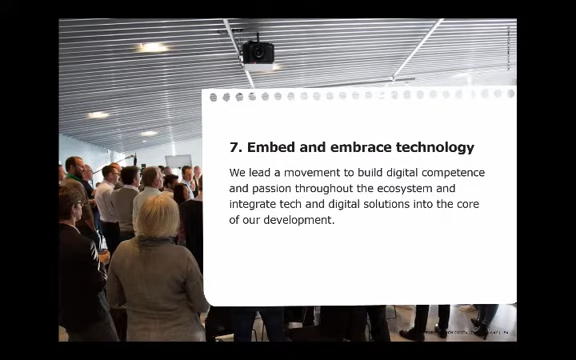 7. Embed and embrace technology
We lead a movement to build digital competence
and passion throughout the ecosystem and
integrate tech and digital solutions into the core
of our development.